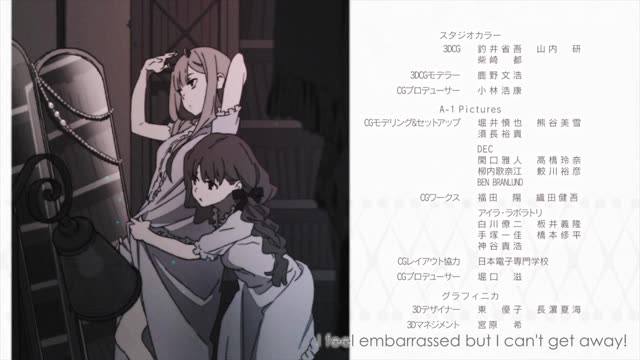 スタジオカラー
3DCG 釣井省吾 山内 研
柴崎 都
3DCGモデラー 鹿野文浩
CGプロデューサー 小林浩康
A-1 Pictures
CGモデリング&セットアップ 堀井慎也 熊谷美雪
須長裕貴
DEC
関口雅人 高橋玲奈
柳内歌奈江 鮫川裕彦
BEN BRANLUND
CGワークス 福田 陽 織田健吾
アイラ・ラボラトリ
白川僚二 板井義隆
手塚一佳 橋本修平
神谷貴浩
CGレイアウト協力 日本電子専門学校
CGプロデューサー 堀口 滋
グラフィニカ
3Dデザイナー 東 優子 長濵夏海
3Dマネジメント 宮原 希
I feel embarrassed but I can't get away!